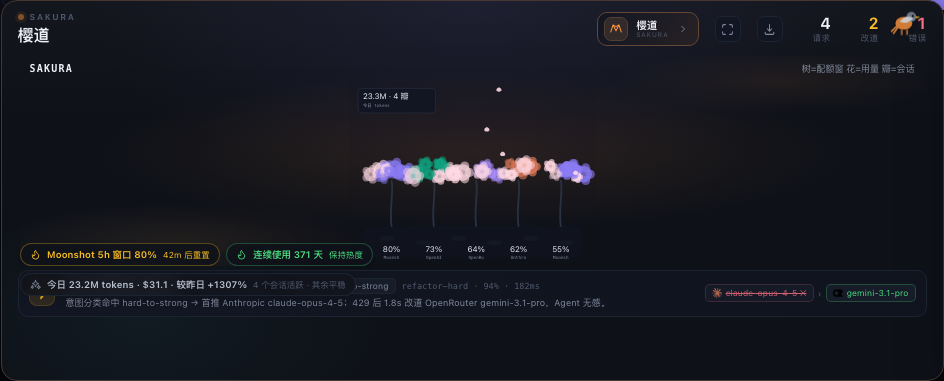 SAKURA
樱道
樱道
SAKURA
4
请求
2
改道
1
错误
SAKURA
树=配额窗 花=用量 瓣=会话
23.3M · 4 瓣
今日 tokens
80%
Moonsh
73%
OpenAI
64%
OpenRo
62%
Anthro
55%
Moonsh
Moonshot 5h 窗口 80% 42m 后重置
连续使用 371 天 保持热度
今日 23.2M tokens · $31.1 · 较昨日 +1307% 4 个会话活跃 · 其余平稳
-strong refactor-hard · 94% · 182ms
意图分类命中 hard-to-strong → 首推 Anthropic claude-opus-4-5；429 后 1.8s 改道 OpenRouter gemini-3.1-pro，Agent 无感。
claude-opus-4-5 ✕ › gemini-3.1-pro